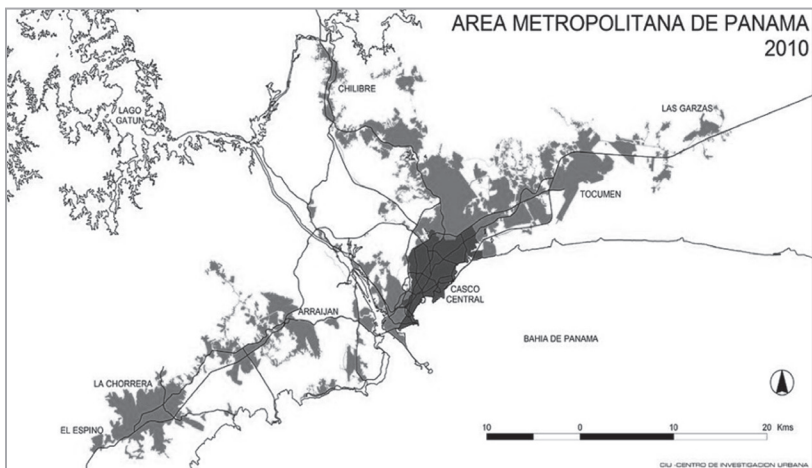 AREA METROPOLITANA DE PANAMA
2010
CHILIBRE
LAGO
GATUN
LAS GARZAS
TOCUMEN
CASCO
CENTRAL
ARRAIJAN
BAHIA DE PANAMA
LA CHORRERA
EL ESPINO
10 0 10 20 Kms
CIU -CENTRO DE INVESTIGACION URBANA